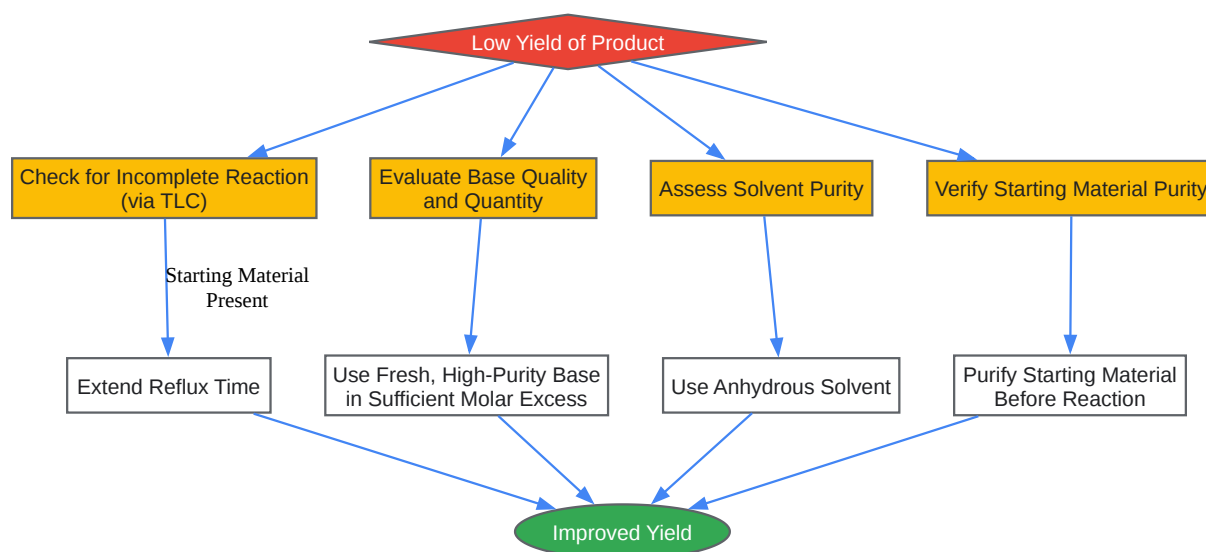 Low Yield of Product
Check for Incomplete Reaction
(via TLC)
Evaluate Base Quality
and Quantity
Assess Solvent Purity
Verify Starting Material Purity
Starting Material
Present
Extend Reflux Time
Use Fresh, High-Purity Base
in Sufficient Molar Excess
Use Anhydrous Solvent
Purify Starting Material
Before Reaction
Improved Yield